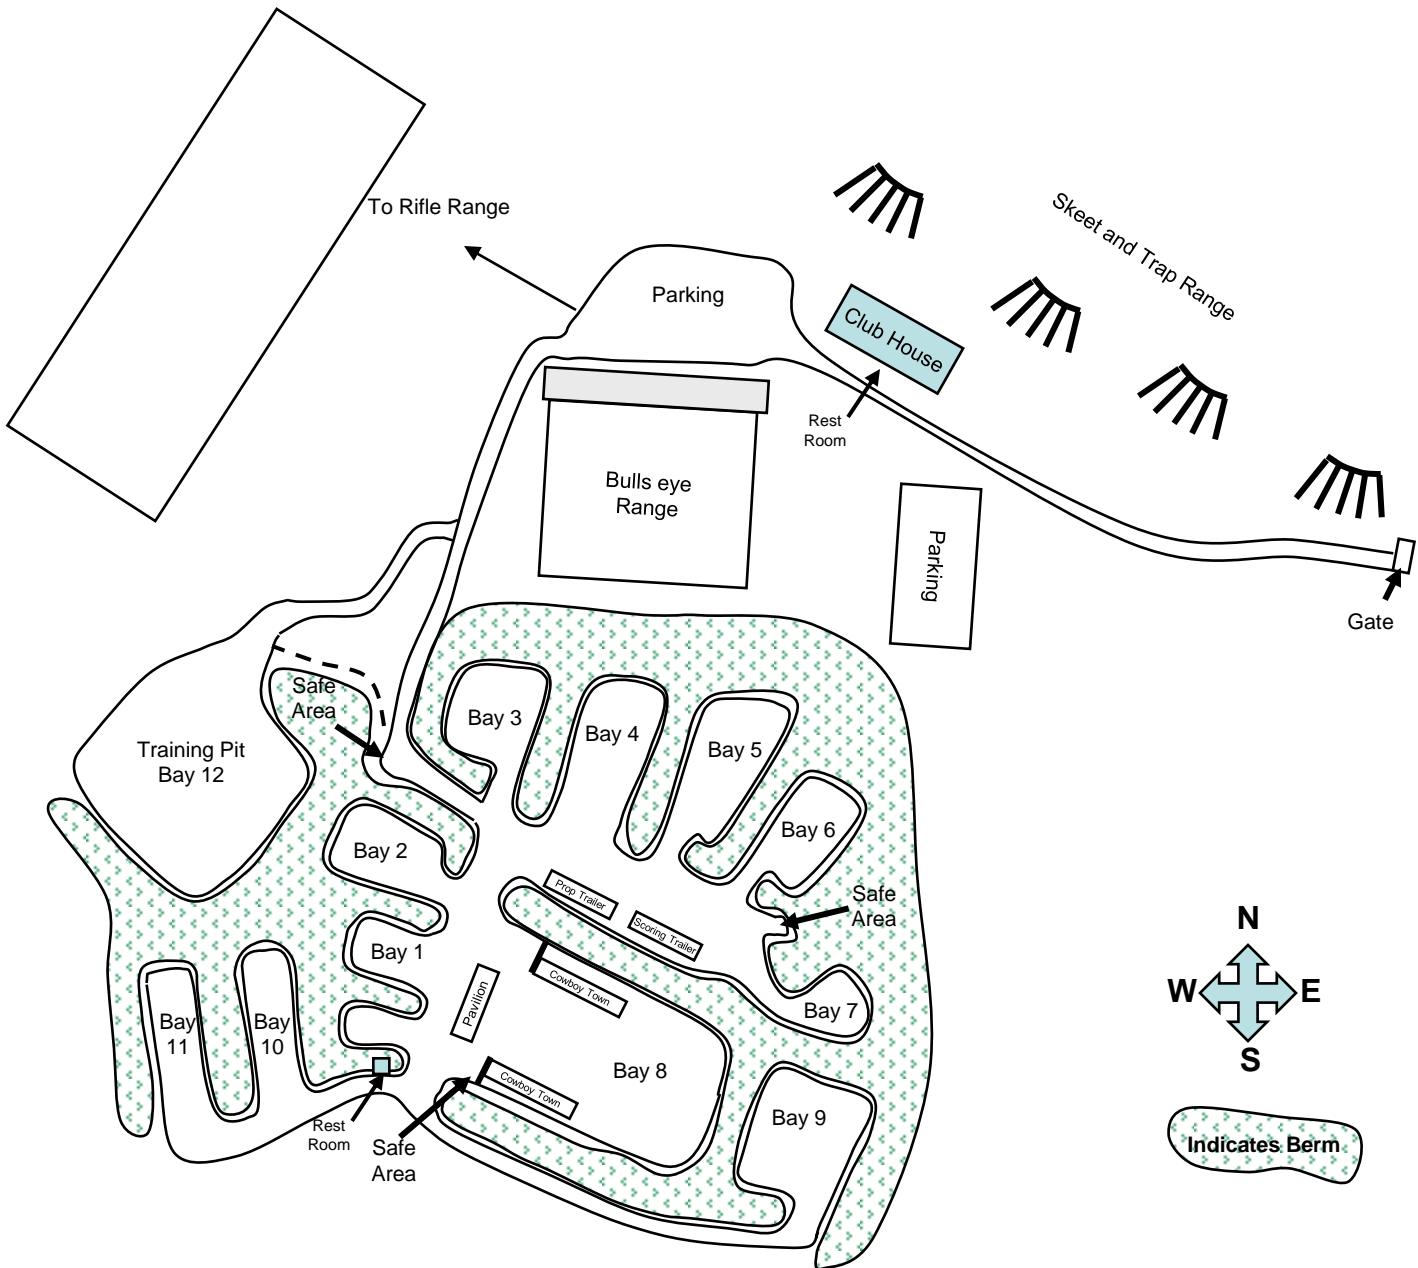 To Rifle Range
Parking
Skeet and Trap Range
Club House
Rest
Room
Bulls eye
Range
Parking
Gate
Safe
Area
Bay 3
Bay 4
Bay 5
Training Pit
Bay 12
Bay 6
Bay 2
Prop Trailer
Scoring Trailer
Safe
Area
Bay 1
Cowboy Town
Pavilion
Bay 7
Bay
11
Bay
10
Bay 8
Cowboy Town
Bay 9
Rest
Room
Safe
Area
N
W E
S
Indicates Berm